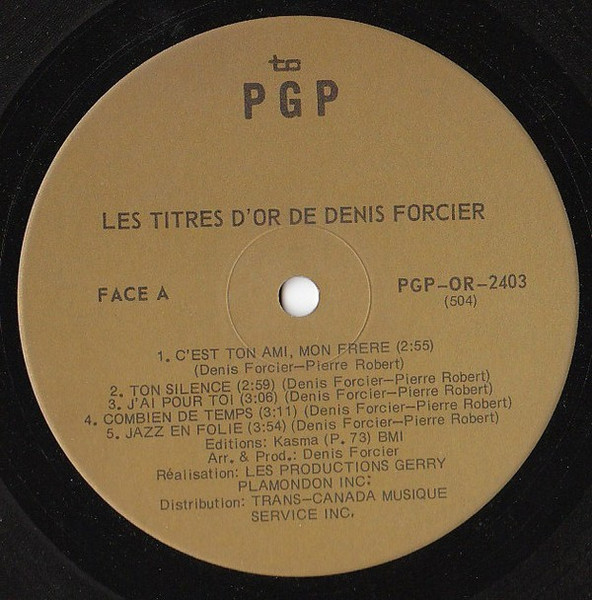 to
PGP
LES TITRES D'OR DE DENIS FORCIER
FACE A
PGP-OR-2403
(504)
1. C'EST TON AMI, MON FRERE (2:55)
(Denis Forcier-Pierre Robert)
2. TON SILENCE (2:59) (Denis Forcier-Pierre Robert)
3. J'AI POUR TOI (3:06) (Denis Forcier-Pierre Robert)
4. COMBIEN DE TEMPS (3:11) (Denis Forcier-Pierre Robert)
5. JAZZ EN FOLIE (3:54) (Denis Forcier-Pierre Robert)
Editions: Kasma (P. 73) BMI
Arr. & Prod.: Denis Forcier
Réalisation: LES PRODUCTIONS GERRY
PLAMONDON INC:
Distribution: TRANS-CANADA MUSIQUE
SERVICE INC.